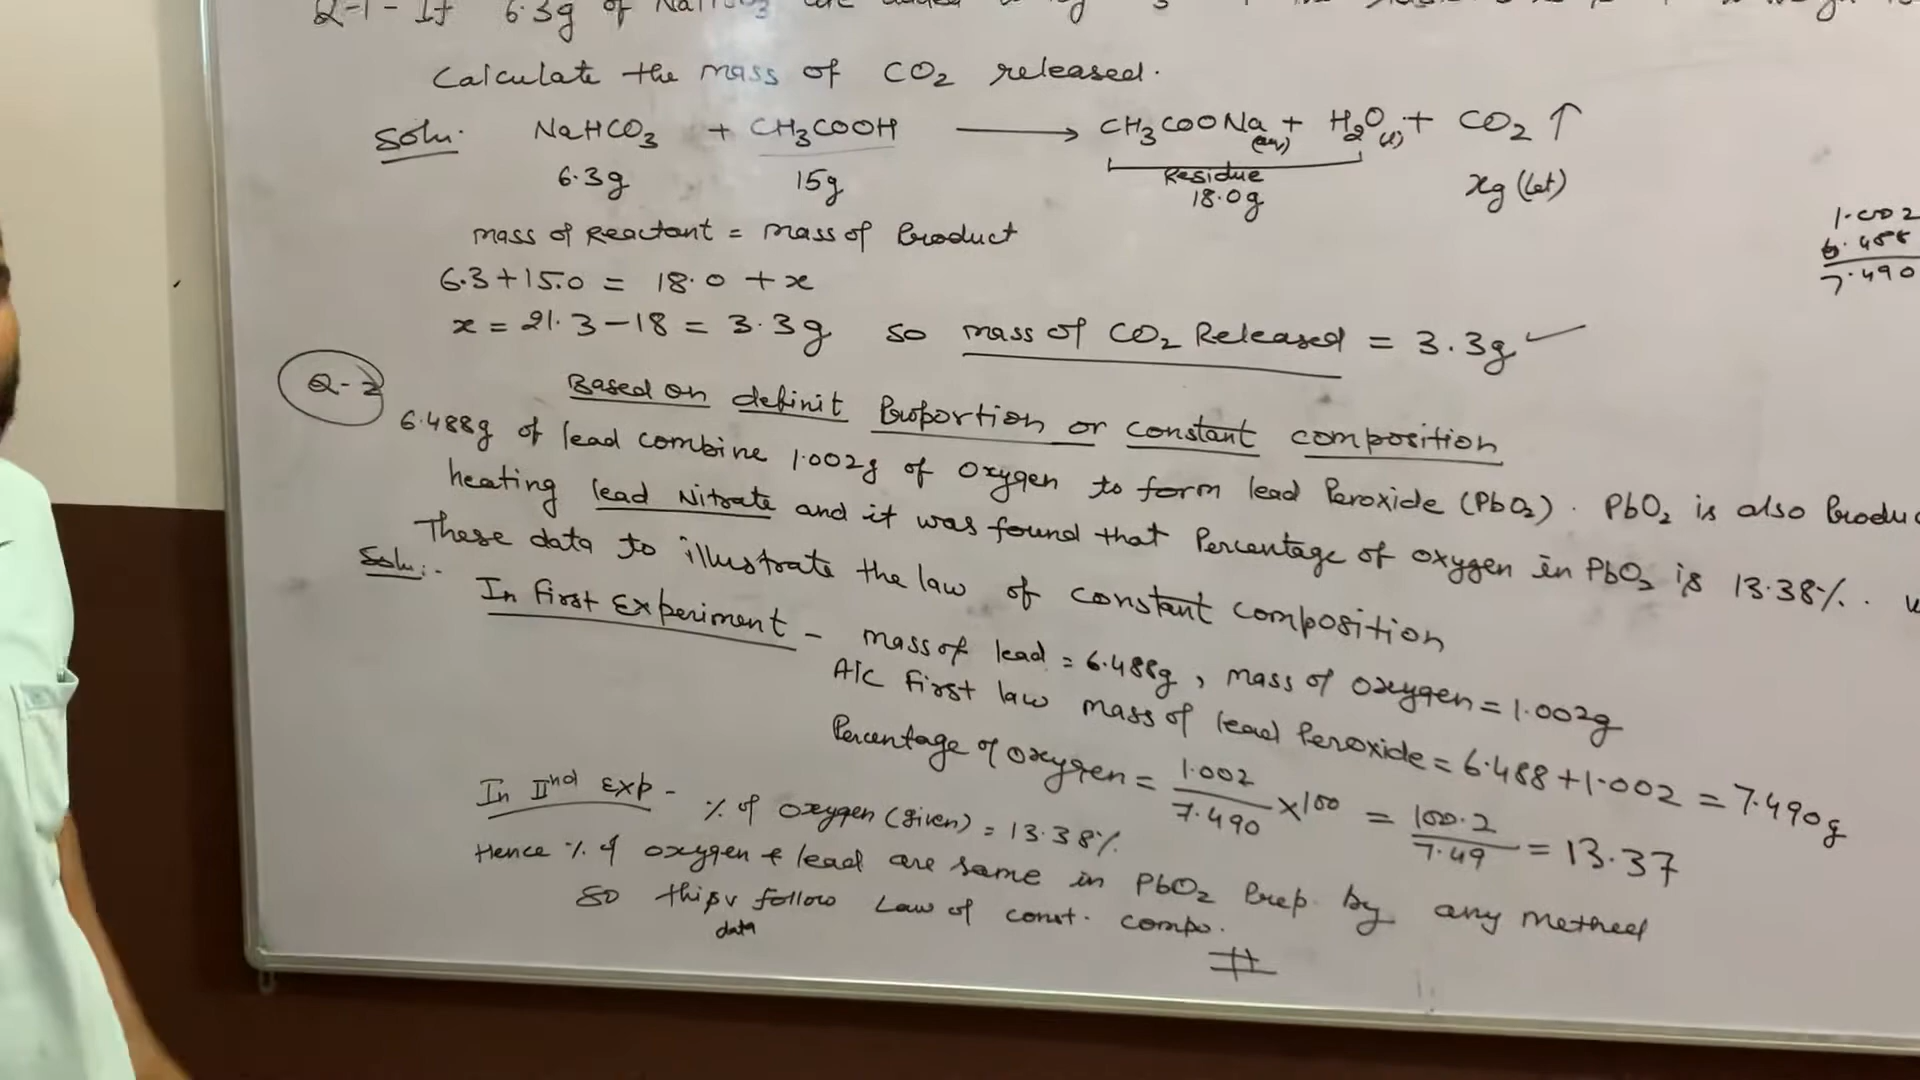 Q-1- If 6.3g of
Calculate the mass of CO2 released.
Solu. NaHCO3 + CH3COOH ⟶ CH3COONa(aq) + H2O(l) + CO2 ↑
6.3g 15g Residue 18.0g xg (let)
mass of Reactant = mass of Product
6.3+15.0 = 18.0 + x
x = 21.3-18 = 3.3g so mass of CO2 Released = 3.3g
1.002
6.488
7.490
Q-2 Based on definit Proportion or constant composition
6.488g of lead combine 1.002g of Oxygen to form lead Peroxide (PbO2). PbO2 is also
heating lead Nitrate and it was found that Percentage of oxygen in PbO2 is 13.38%.
These data to illustrate the law of constant composition
Solu:- In first Experiment - mass of lead = 6.488g, mass of oxygen = 1.002g
A/C First law mass of lead Peroxide = 6.488+1.002 = 7.490g
Percentage of oxygen = 1.002/7.490 ×100 = 100.2/7.49 = 13.37
In IInd Exp - % of oxygen (given) = 13.38%
Hence % of oxygen & lead are same in PbO2 Prep. by any Method
So this data follow Law of const. compo.